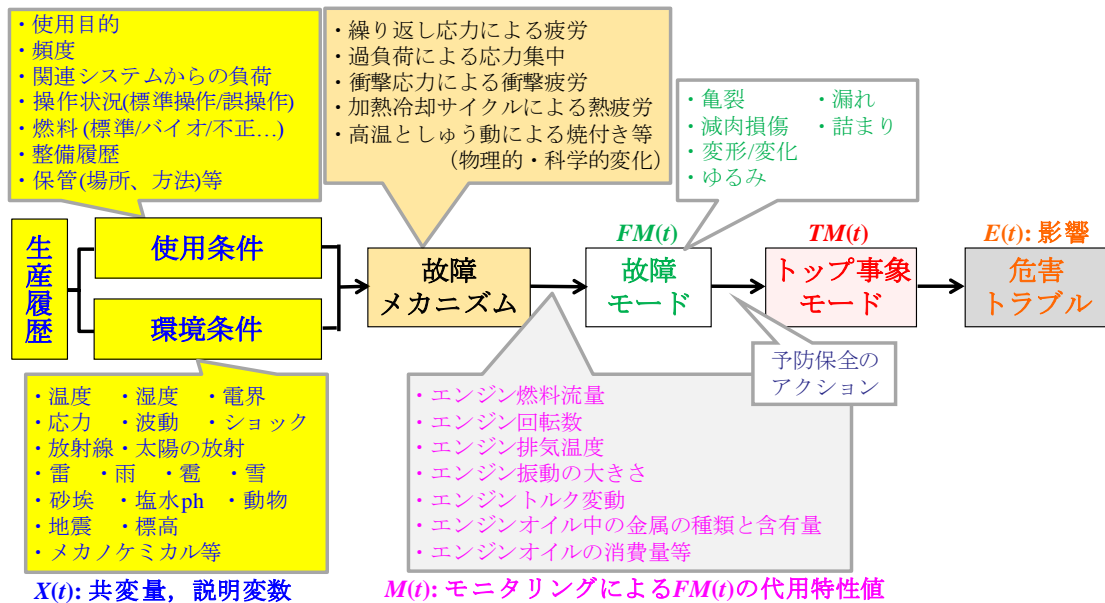 ・使用目的
・頻度
・関連システムからの負荷
・操作状況(標準操作/誤操作)
・燃料(標準/バイオ/不正…)
・整備履歴
・保管(場所、方法)等
・繰り返し応力による疲労
・過負荷による応力集中
・衝撃応力による衝撃疲労
・加熱冷却サイクルによる熱疲労
・高温としゅう動による焼付き等
（物理的・科学的変化）
・亀裂 ・漏れ
・減肉損傷 ・詰まり
・変形/変化
・ゆるみ
生産履歴
使用条件
環境条件
故障
メカニズム
FM(t)
故障
モード
TM(t)
トップ事象
モード
E(t): 影響
危害
トラブル
予防保全の
アクション
・温度 ・湿度 ・電界
・応力 ・波動 ・ショック
・放射線・太陽の放射
・雷 ・雨 ・雹 ・雪
・砂埃 ・塩水ph ・動物
・地震 ・標高
・メカノケミカル等
X(t): 共変量，説明変数
・エンジン燃料流量
・エンジン回転数
・エンジン排気温度
・エンジン振動の大きさ
・エンジントルク変動
・エンジンオイル中の金属の種類と含有量
・エンジンオイルの消費量等
M(t): モニタリングによるFM(t)の代用特性値